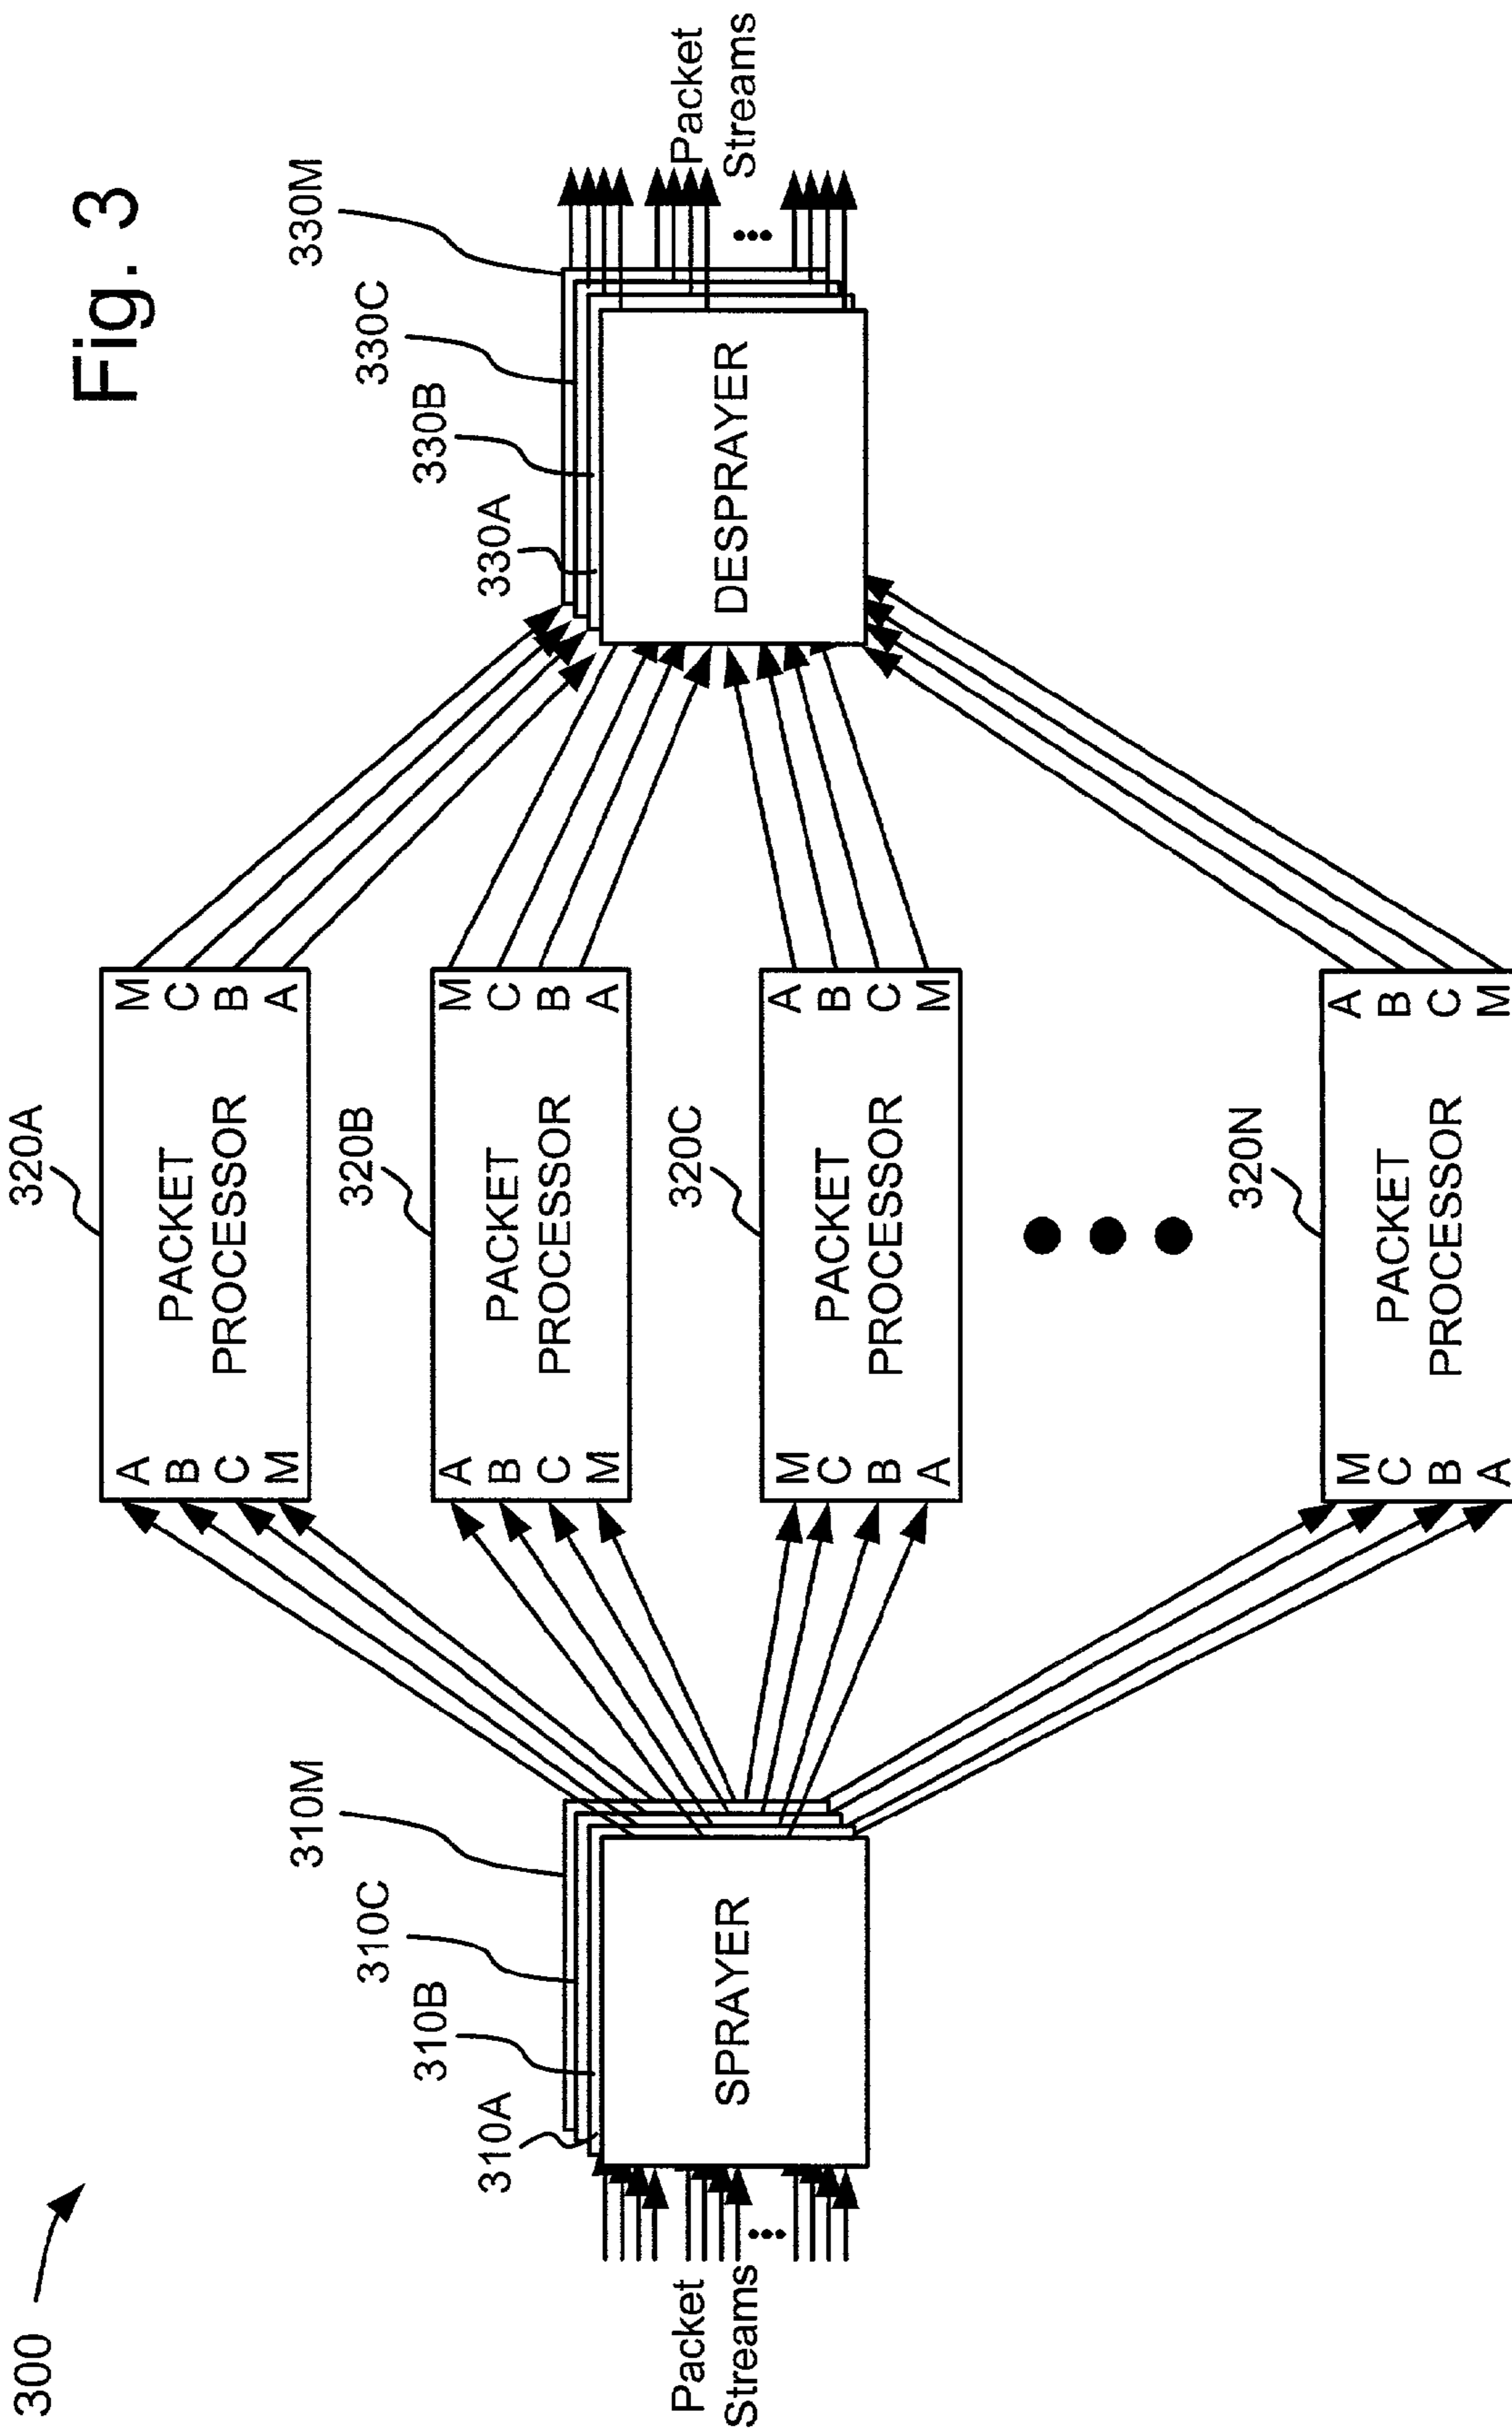 Fig. 3
300
Packet
Streams
310A
310B
310C
310M
SPRAYER
320A
A
B
C
M
PACKET
PROCESSOR
M
C
B
A
320B
A
B
C
M
PACKET
PROCESSOR
M
C
B
A
320C
M
C
B
A
PACKET
PROCESSOR
A
B
C
M
320N
M
C
B
A
PACKET
PROCESSOR
A
B
C
M
330A
330B
330C
330M
DESPRAYER
Packet
Streams